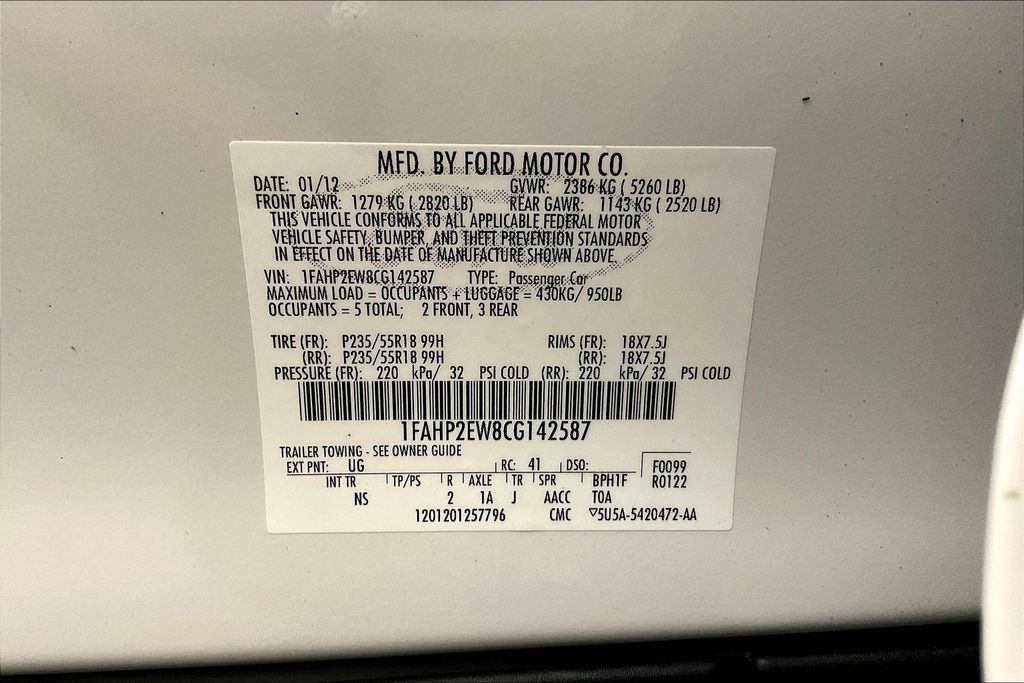 MFD. BY FORD MOTOR CO.
DATE: 01/12 GVWR: 2386 KG ( 5260 LB)
FRONT GAWR: 1279 KG ( 2820 LB) REAR GAWR: 1143 KG ( 2520 LB)
THIS VEHICLE CONFORMS TO ALL APPLICABLE FEDERAL MOTOR
VEHICLE SAFETY, BUMPER, AND THEFT PREVENTION STANDARDS
IN EFFECT ON THE DATE OF MANUFACTURE SHOWN ABOVE.
VIN: 1FAHP2EW8CG142587 TYPE: Passenger Car
MAXIMUM LOAD = OCCUPANTS + LUGGAGE = 430KG/ 950LB
OCCUPANTS = 5 TOTAL; 2 FRONT, 3 REAR
TIRE (FR): P235/55R18 99H RIMS (FR): 18X7.5J
(RR): P235/55R18 99H (RR): 18X7.5J
PRESSURE (FR): 220 kPa/ 32 PSI COLD (RR): 220 kPa/ 32 PSI COLD
1FAHP2EW8CG142587
TRAILER TOWING - SEE OWNER GUIDE
EXT PNT: UG RC: 41 DSO: F0099
INT TR TP/PS R AXLE TR SPR BPH1F R0122
NS 2 1A J AACC TOA
1201201257796 CMC ▽5U5A-5420472-AA